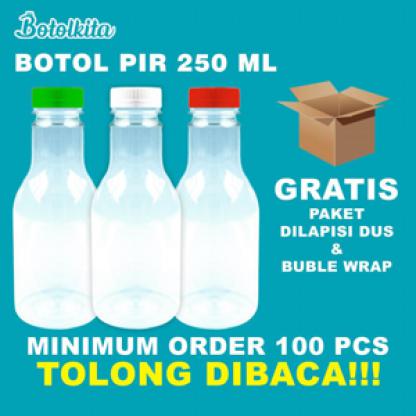 Botolkita
BOTOL PIR 250 ML
GRATIS
PAKET
DILAPISI DUS
&
BUBLE WRAP
MINIMUM ORDER 100 PCS
TOLONG DIBACA!!!